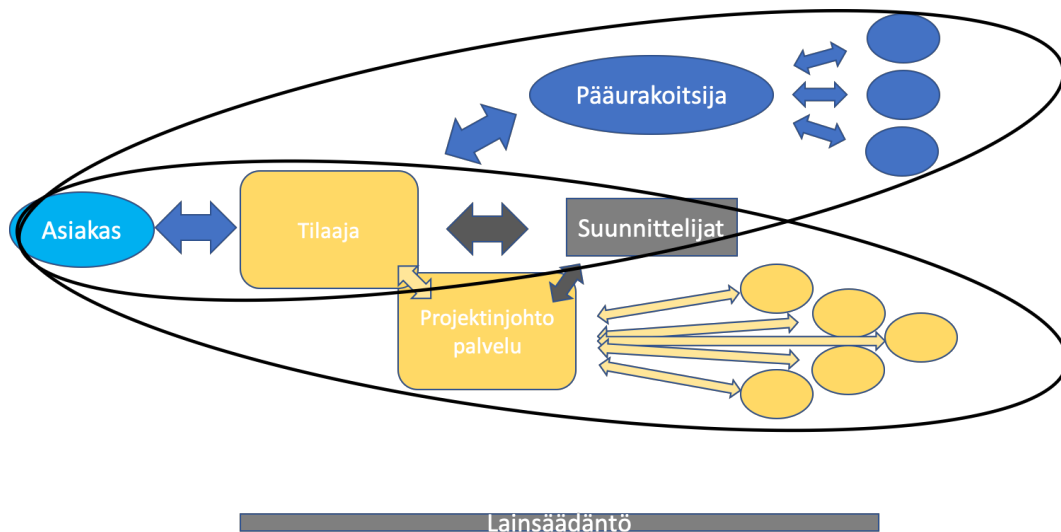 Pääurakoitsija
Asiakas
Tilaaja
Suunnittelijat
Projektinjohto
palvelu
Lainsäädäntö